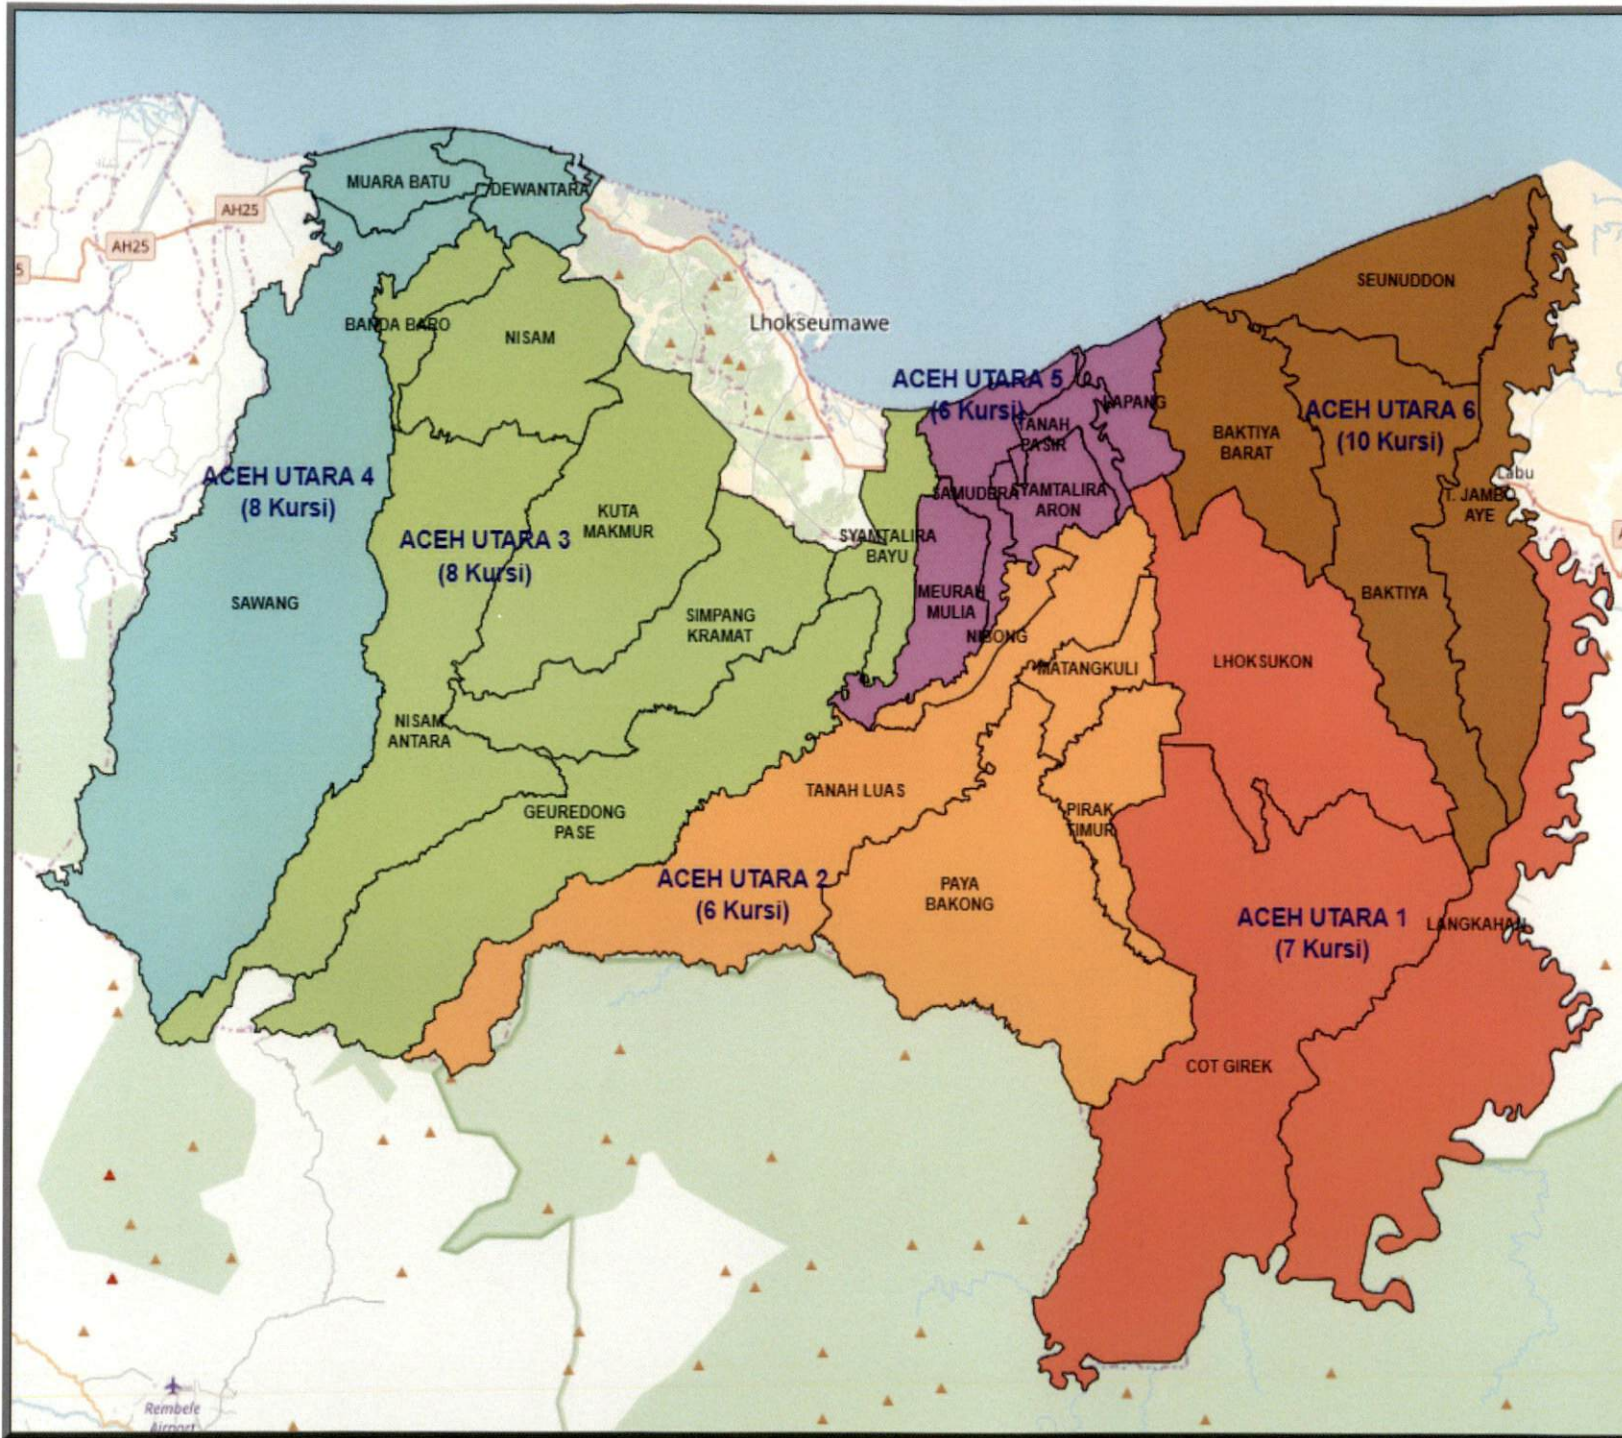 MUARA BATU
DEWANTARA
AH25
AH25
5
SEUNUDDON
BANDA BARO
NISAM
Lhokseumawe
ACEH UTARA 5
(6 Kursi)
LAPANG
TANAH
PASIR
ACEH UTARA 6
(10 Kursi)
BAKTIYA
BARAT
ACEH UTARA 4
(8 Kursi)
Labu
SAMUDERA
SYAMTALIRA
ARON
T. JAMBO
AYE
KUTA
MAKMUR
ACEH UTARA 3
(8 Kursi)
SYAMTALIRA
BAYU
SAWANG
MEURAH
MULIA
BAKTIYA
SIMPANG
KRAMAT
NIBONG
MATANGKULI
LHOKSUKON
NISAM
ANTARA
TANAH LUAS
GEUREDONG
PASE
PIRAK
TIMUR
ACEH UTARA 2
(6 Kursi)
PAYA
BAKONG
ACEH UTARA 1
(7 Kursi)
LANGKAHAN
COT GIREK
Rembele
Airport